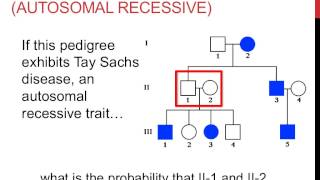 (AUTOSOMAL RECESSIVE)
If this pedigree
exhibits Tay Sachs
disease, an
autosomal
recessive trait…
I
1 2
II
1 2 3 4
III
1 2 3 4 5
what is the probability that II-1 and II-2